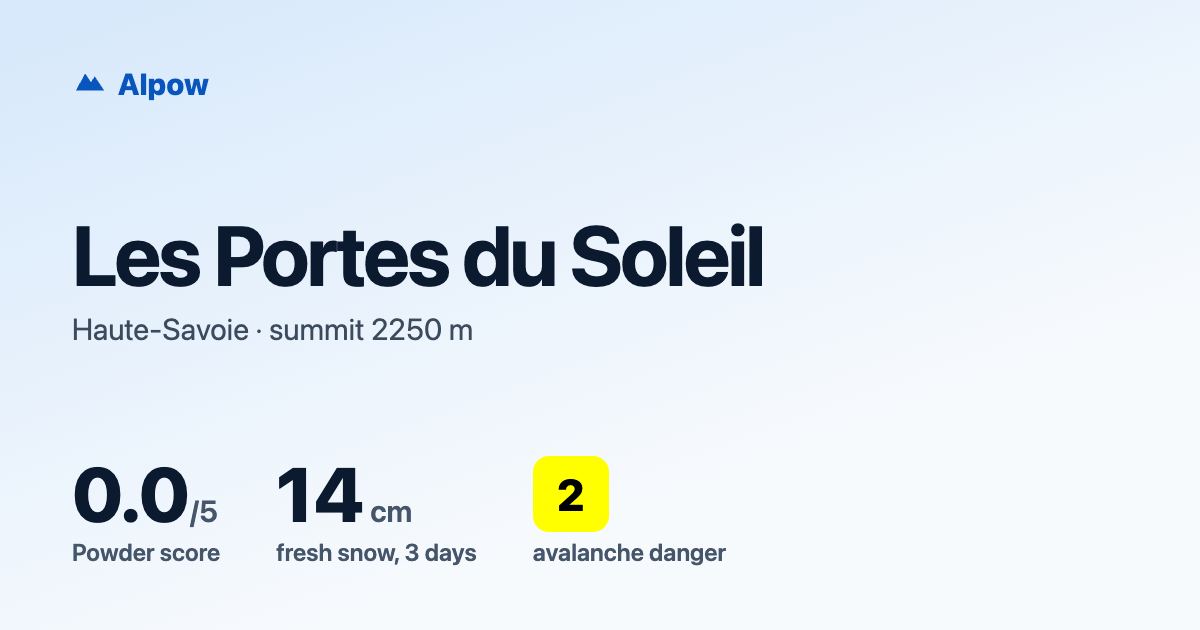 Alpow
Les Portes du Soleil
Haute-Savoie · summit 2250 m
0.0/5 14 cm 2
Powder score fresh snow, 3 days avalanche danger